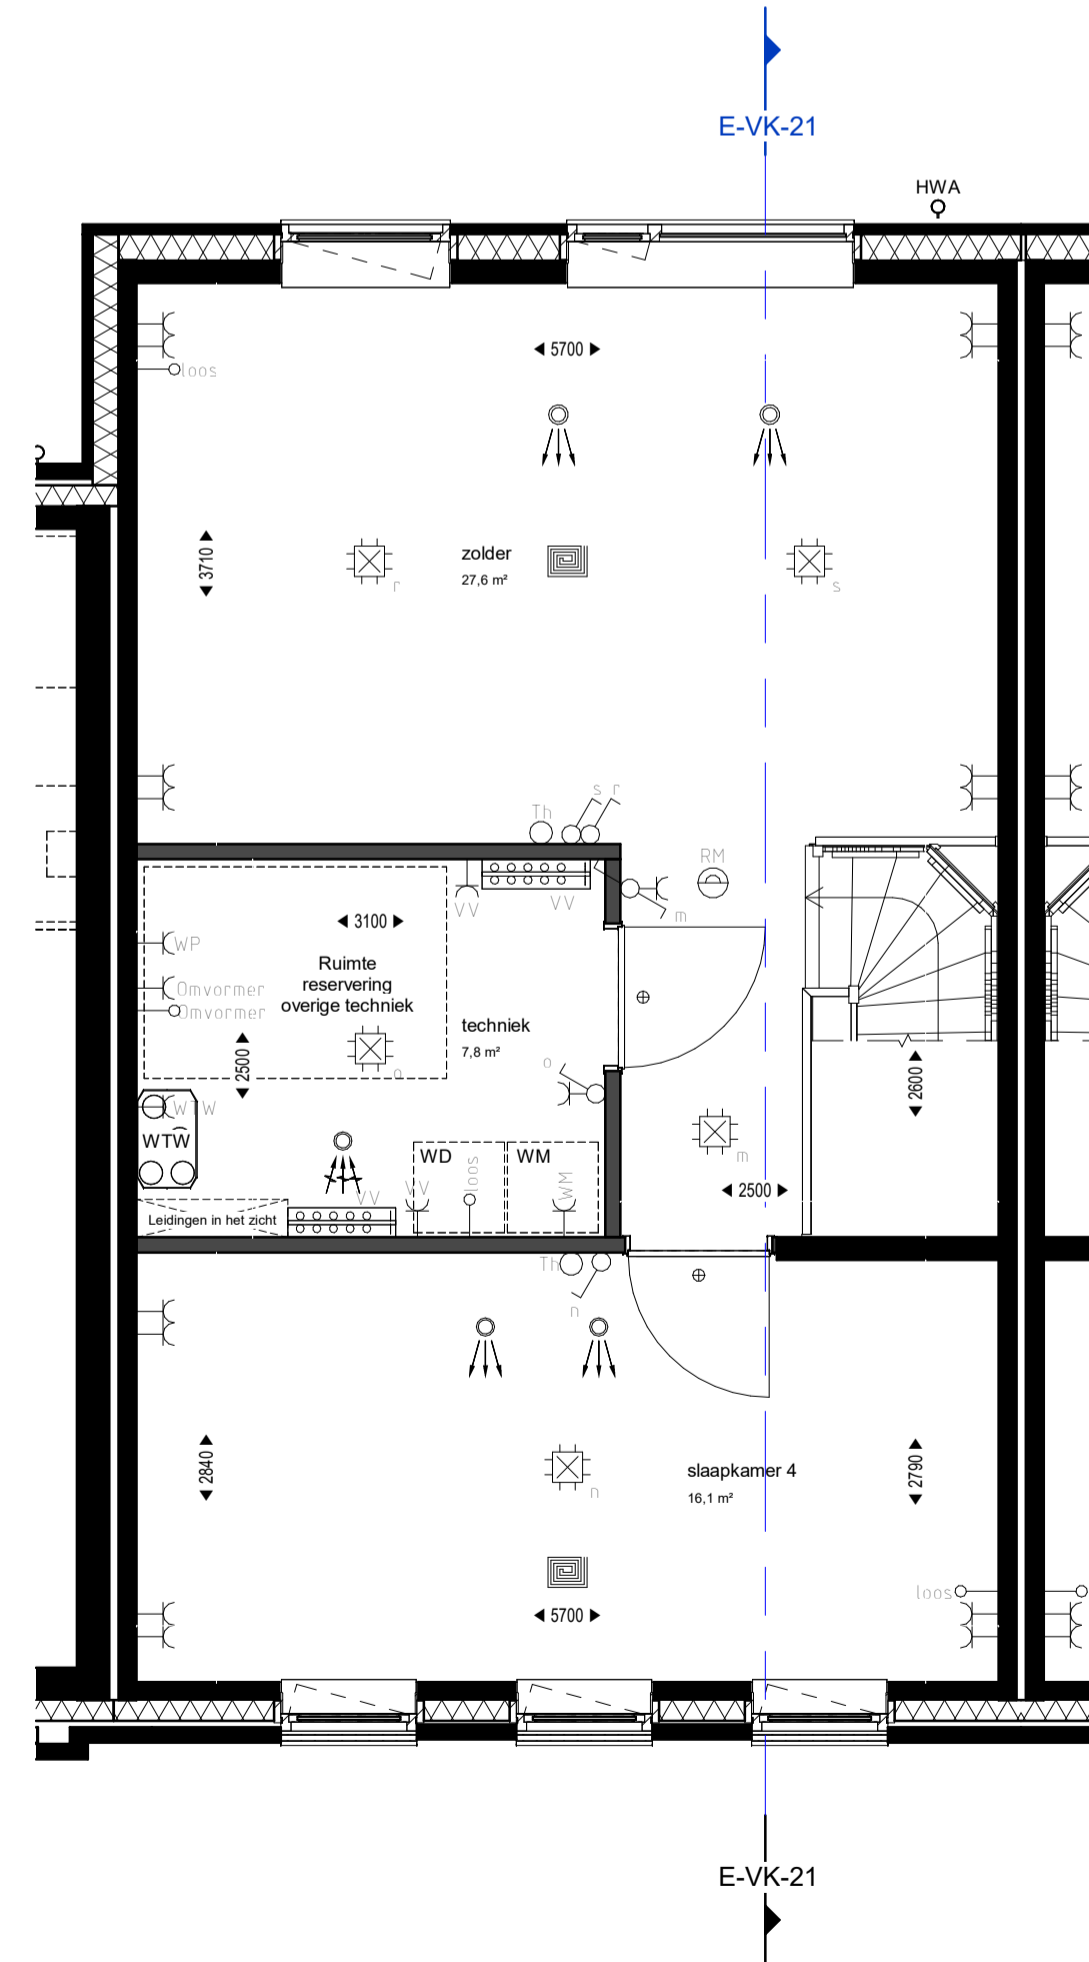 E-VK-21
HWA
5700
loos
3710
zolder
27,6 m²
r
s
s r
Th
RM
VV
VV
m
3100
WP
Ruimte
reservering
overige techniek
Omvormer
Omvormer
techniek
7,8 m²
2500
o
o
2600
WTW
WTW
WD
WM
m
loos
WM
VV
VV
2500
Leidingen in het zicht
Th
n
2840
slaapkamer 4
16,1 m²
2790
n
loos
5700
E-VK-21